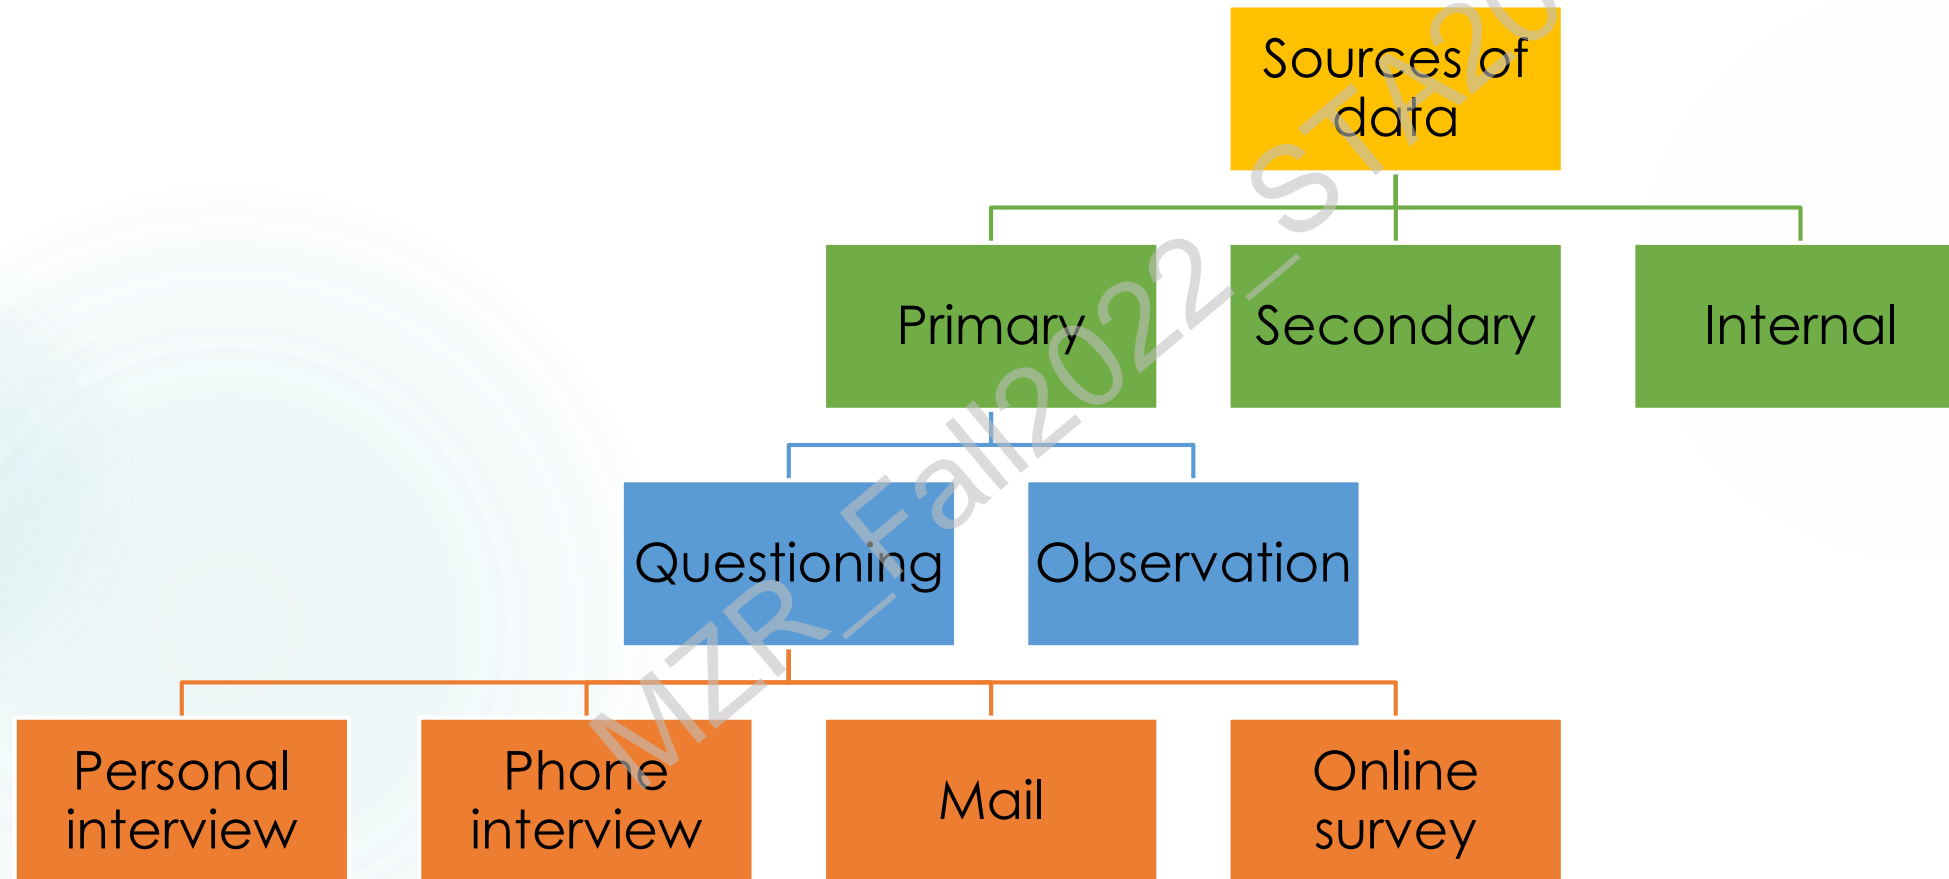 Sources of
data
Primary
Secondary
Internal
Questioning
Observation
Personal
interview
Phone
interview
Mail
Online
survey
MZR_Fall2022_STA20